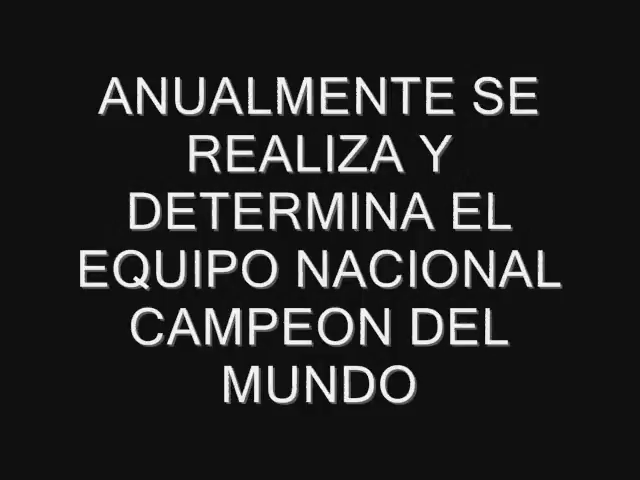 ANUALMENTE SE
REALIZA Y
DETERMINA EL
EQUIPO NACIONAL
CAMPEON DEL
MUNDO